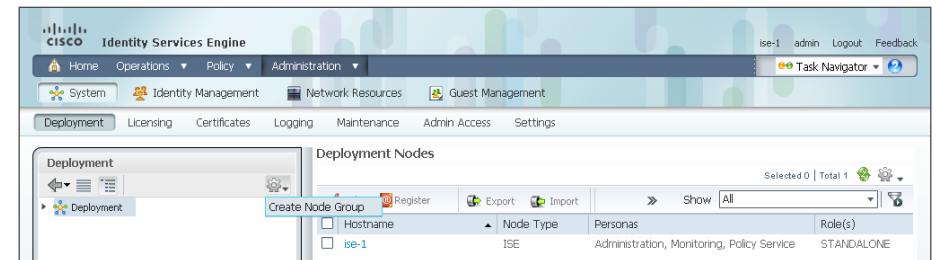 CISCO Identity Services Engine
ise-1 admin Logout Feedback
Home Operations Policy Administration Task Navigator
System Identity Management Network Resources Guest Management
Deployment Licensing Certificates Logging Maintenance Admin Access Settings
Deployment
Deployment
Create Node Group
Deployment Nodes
Selected 0 | Total 1
Register Export Import » Show All
Hostname Node Type Personas Role(s)
ise-1 ISE Administration, Monitoring, Policy Service STANDALONE